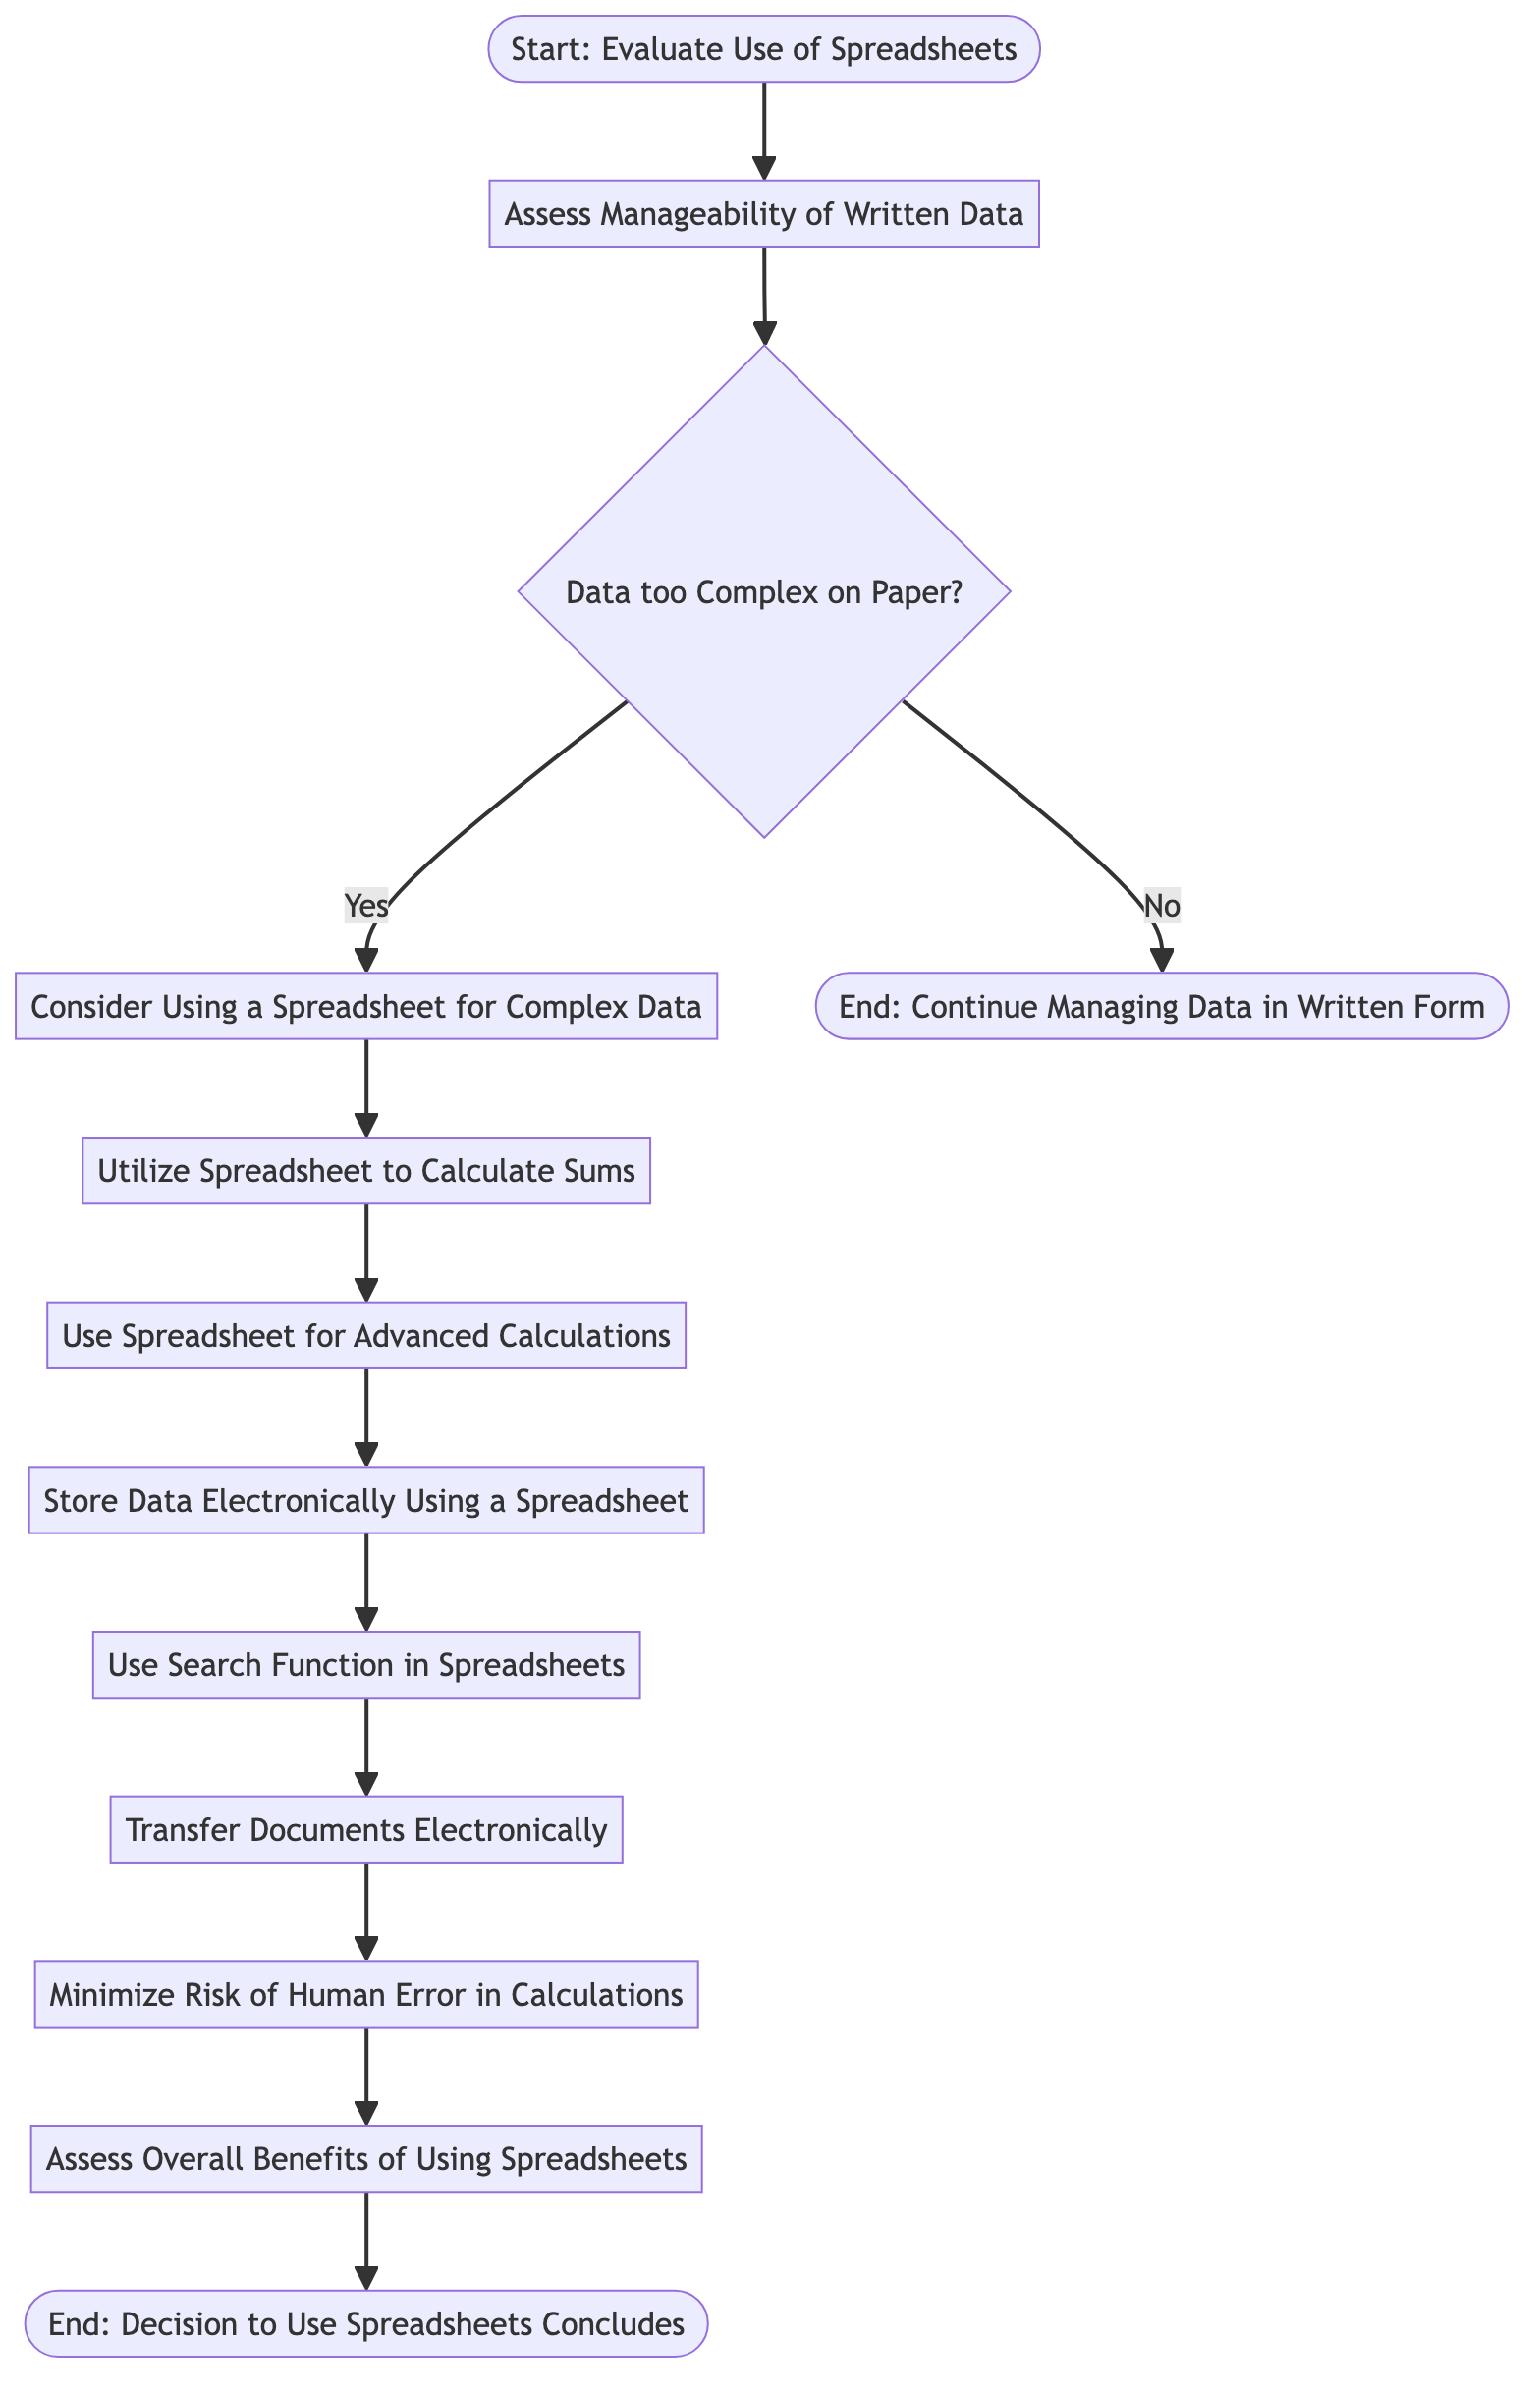 Start: Evaluate Use of Spreadsheets
Assess Manageability of Written Data
Data too Complex on Paper?
Yes
No
Consider Using a Spreadsheet for Complex Data
End: Continue Managing Data in Written Form
Utilize Spreadsheet to Calculate Sums
Use Spreadsheet for Advanced Calculations
Store Data Electronically Using a Spreadsheet
Use Search Function in Spreadsheets
Transfer Documents Electronically
Minimize Risk of Human Error in Calculations
Assess Overall Benefits of Using Spreadsheets
End: Decision to Use Spreadsheets Concludes